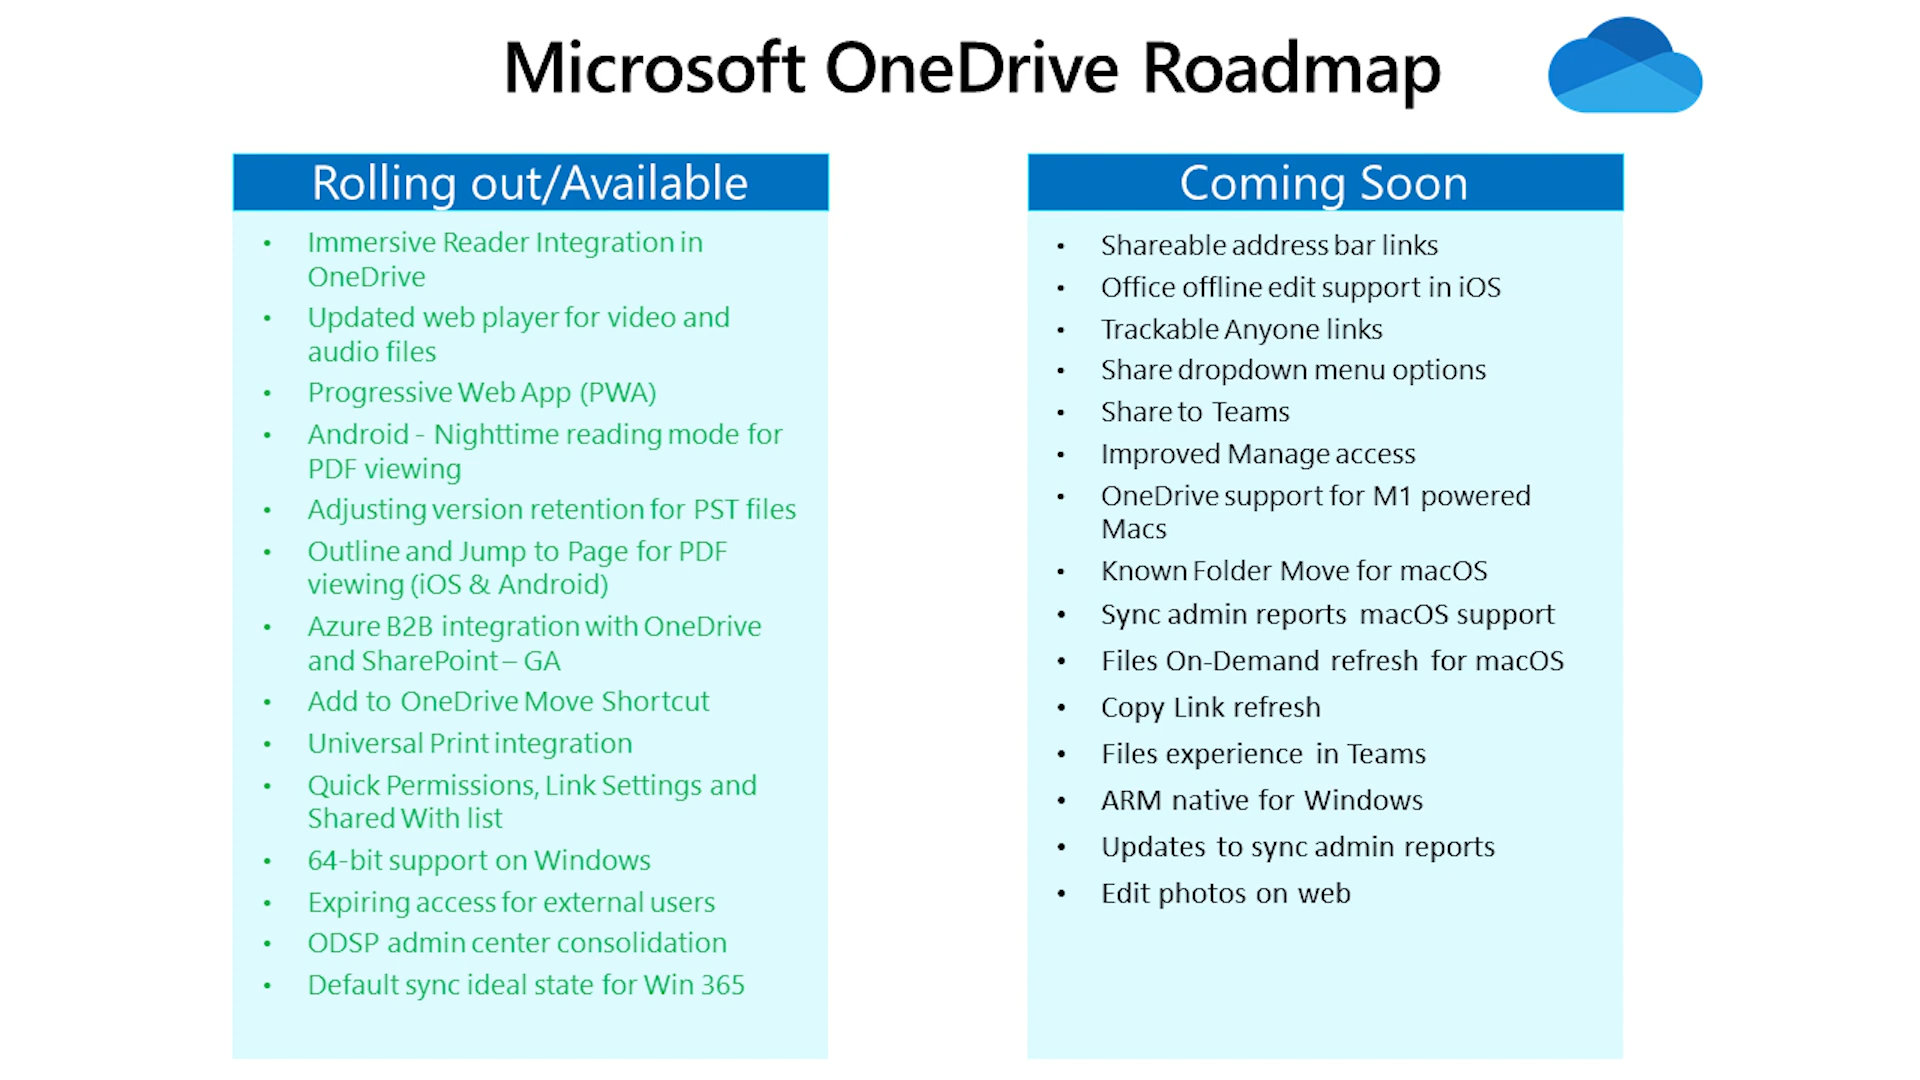 Microsoft OneDrive Roadmap
Rolling out/Available
• Immersive Reader Integration in
OneDrive
• Updated web player for video and
audio files
• Progressive Web App (PWA)
• Android - Nighttime reading mode for
PDF viewing
• Adjusting version retention for PST files
• Outline and Jump to Page for PDF
viewing (iOS & Android)
• Azure B2B integration with OneDrive
and SharePoint – GA
• Add to OneDrive Move Shortcut
• Universal Print integration
• Quick Permissions, Link Settings and
Shared With list
• 64-bit support on Windows
• Expiring access for external users
• ODSP admin center consolidation
• Default sync ideal state for Win 365
Coming Soon
• Shareable address bar links
• Office offline edit support in iOS
• Trackable Anyone links
• Share dropdown menu options
• Share to Teams
• Improved Manage access
• OneDrive support for M1 powered
Macs
• Known Folder Move for macOS
• Sync admin reports macOS support
• Files On-Demand refresh for macOS
• Copy Link refresh
• Files experience in Teams
• ARM native for Windows
• Updates to sync admin reports
• Edit photos on web